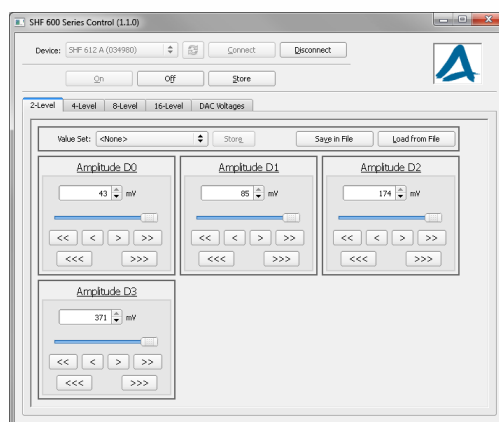 SHF 600 Series Control (1.1.0)
Device: SHF 612 A (034980) Connect Disconnect
On Off Store
2-Level 4-Level 8-Level 16-Level DAC Voltages
Value Set: <None> Store Save in File Load from File
Amplitude D0 Amplitude D1 Amplitude D2
43 mV 85 mV 174 mV
<< < > >> << < > >> << < > >>
<<< >>> <<< >>> <<< >>>
Amplitude D3
371 mV
<< < > >>
<<< >>>